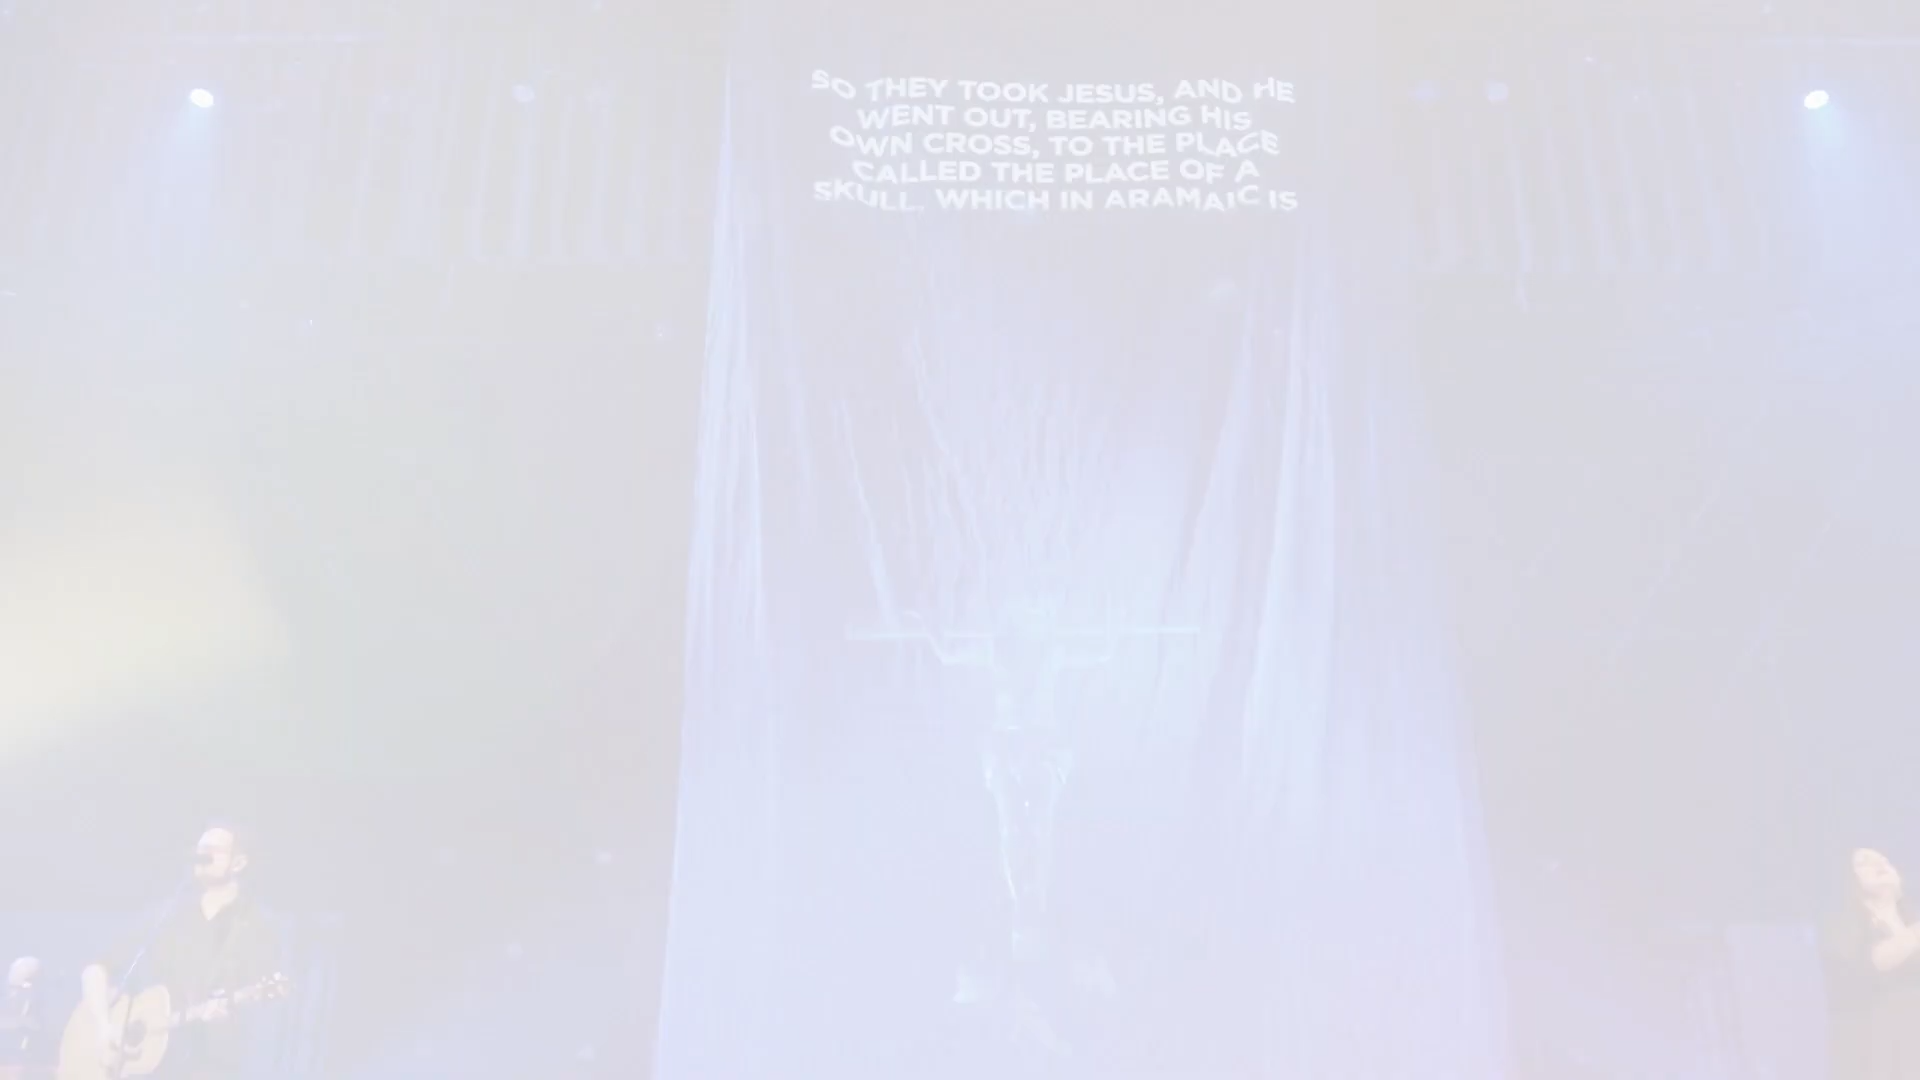 SO THEY TOOK JESUS, AND HE
WENT OUT, BEARING HIS
OWN CROSS, TO THE PLACE
CALLED THE PLACE OF A
SKULL, WHICH IN ARAMAIC IS